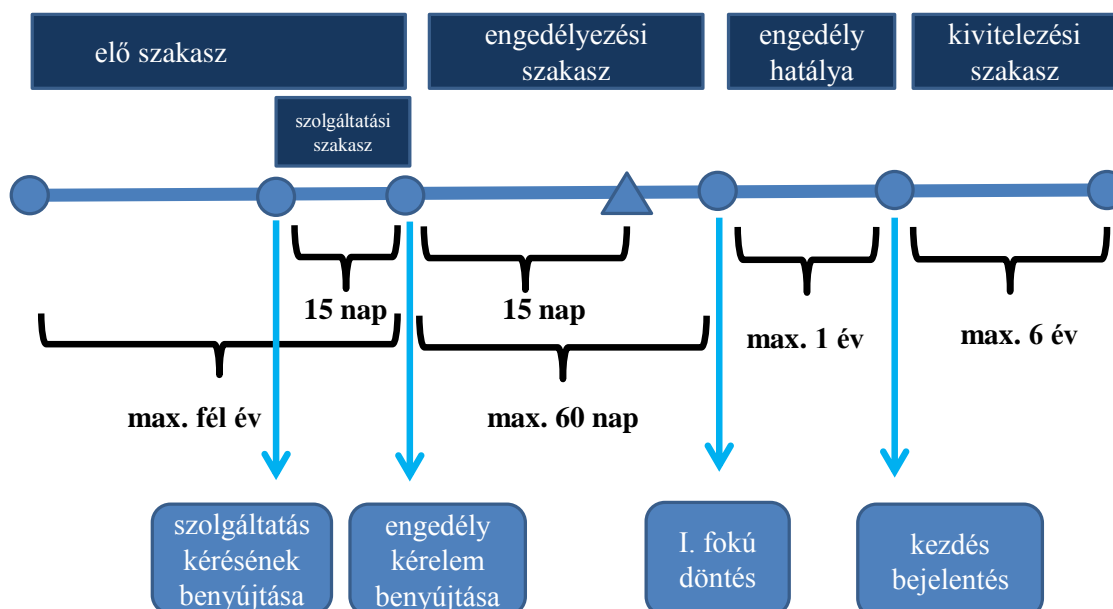 elő szakasz
engedélyezési
szakasz
engedély
hatálya
kivitelezési
szakasz
szolgáltatási
szakasz
15 nap
15 nap
max. 1 év
max. 6 év
max. fél év
max. 60 nap
szolgáltatás
kérésének
benyújtása
engedély
kérelem
benyújtása
I. fokú
döntés
kezdés
bejelentés